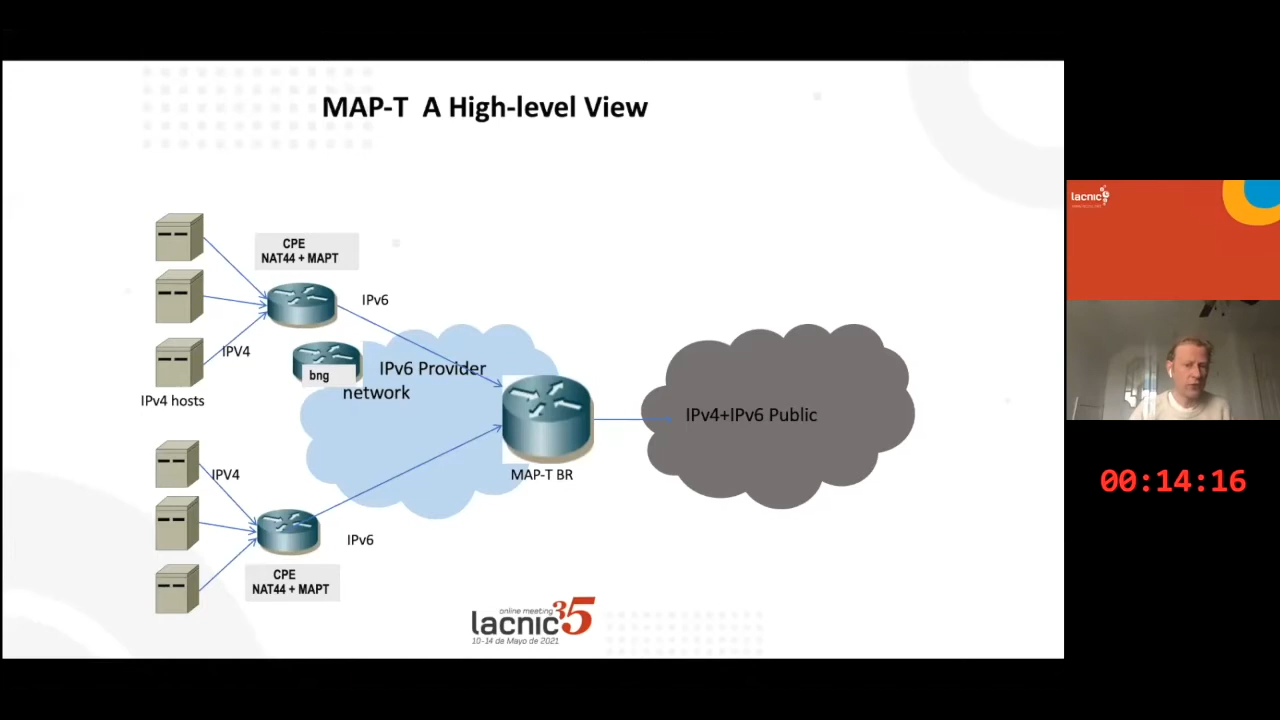 MAP-T A High-level View
CPE
NAT44 + MAPT
IPv6
IPV4
bng
IPv6 Provider
network
IPv4 hosts
IPv4+IPv6 Public
MAP-T BR
IPV4
IPv6
CPE
NAT44 + MAPT
online meeting
lacnic 35
10-14 de Mayo de 2021
lacnic
00:14:16